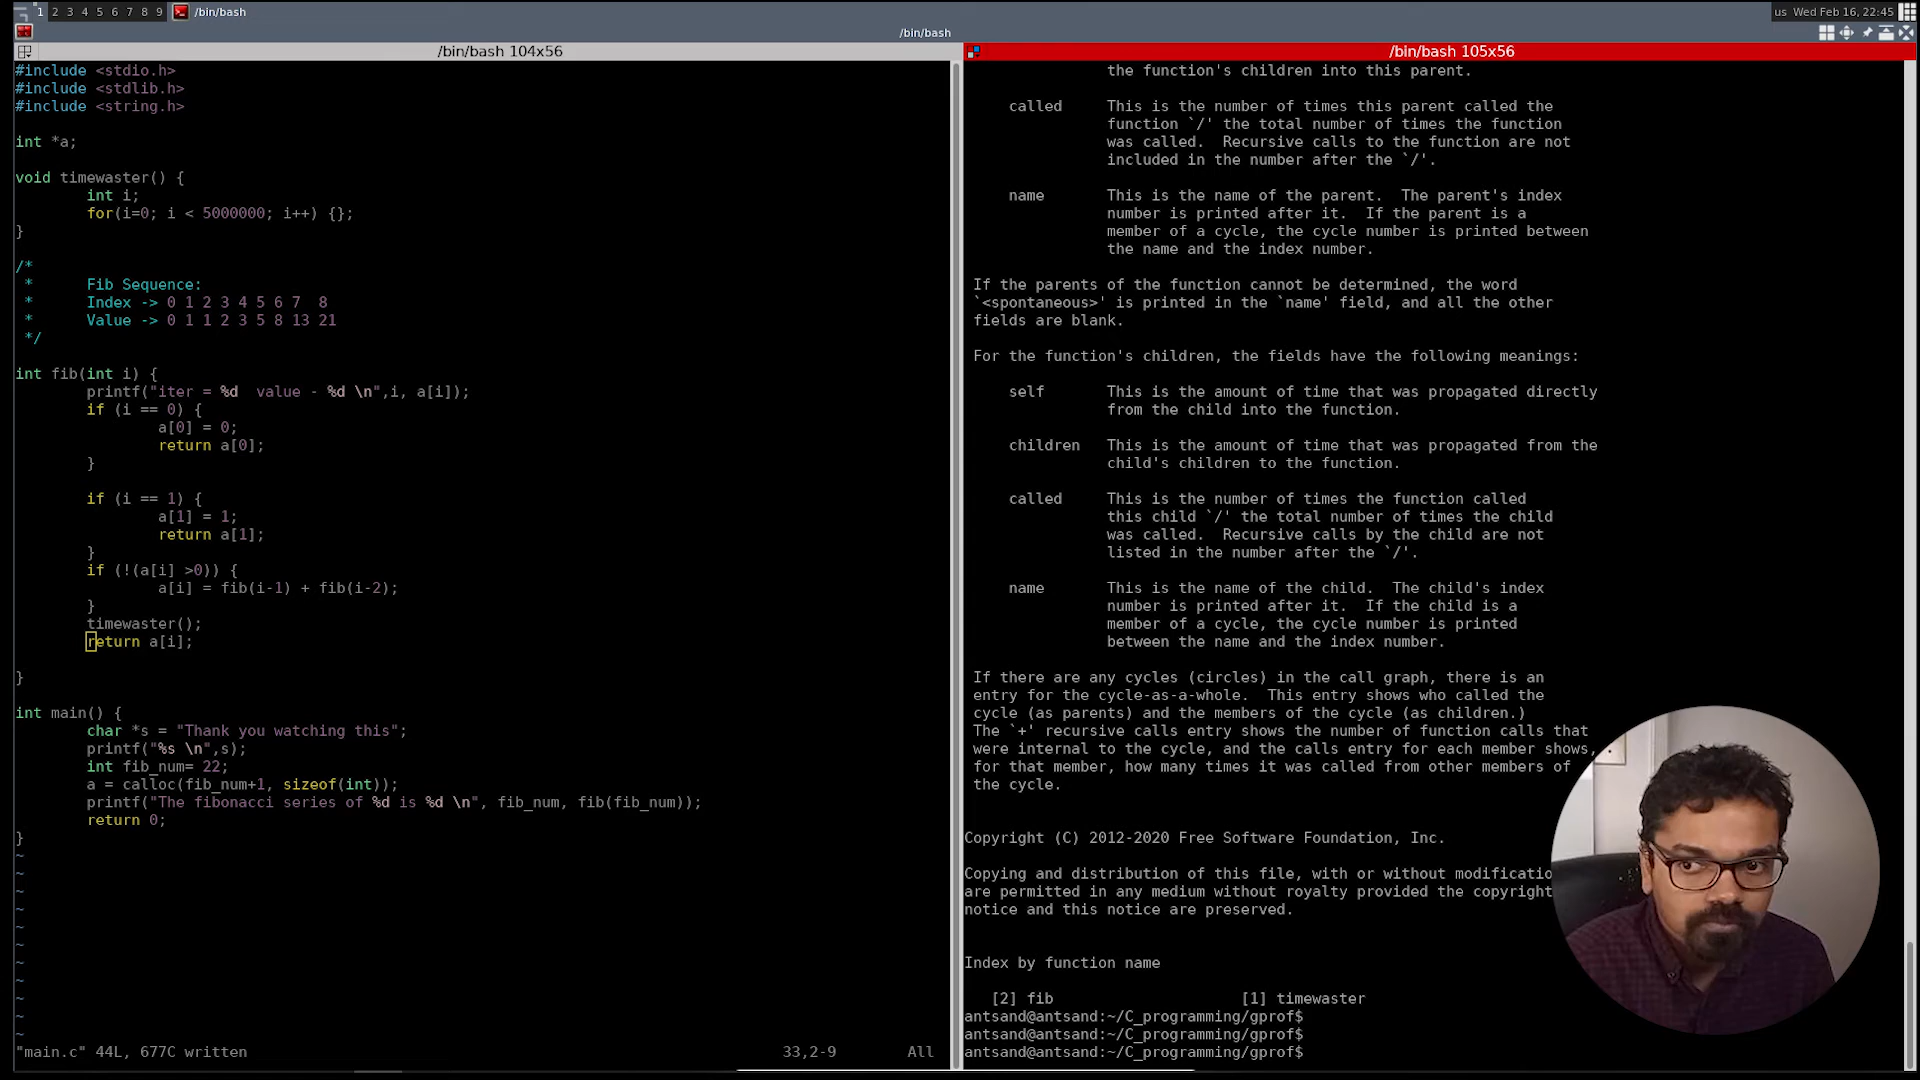 1 2 3 4 5 6 7 8 9 /bin/bash
us Wed Feb 16, 22:45
/bin/bash
/bin/bash 104x56
#include <stdio.h>
#include <stdlib.h>
#include <string.h>
int *a;
void timewaster() {
int i;
for(i=0; i < 5000000; i++) {};
}
/*
* Fib Sequence:
* Index -> 0 1 2 3 4 5 6 7 8
* Value -> 0 1 1 2 3 5 8 13 21
*/
int fib(int i) {
printf("iter = %d value - %d \n",i, a[i]);
if (i == 0) {
a[0] = 0;
return a[0];
}
if (i == 1) {
a[1] = 1;
return a[1];
}
if (!(a[i] >0)) {
a[i] = fib(i-1) + fib(i-2);
}
timewaster();
return a[i];
}
int main() {
char *s = "Thank you watching this";
printf("%s \n",s);
int fib_num= 22;
a = calloc(fib_num+1, sizeof(int));
printf("The fibonacci series of %d is %d \n", fib_num, fib(fib_num));
return 0;
}
~
~
~
~
~
~
~
~
~
~
~
"main.c" 44L, 677C written 33,2-9 All
/bin/bash 105x56
the function's children into this parent.
called This is the number of times this parent called the
function `/' the total number of times the function
was called. Recursive calls to the function are not
included in the number after the `/'.
name This is the name of the parent. The parent's index
number is printed after it. If the parent is a
member of a cycle, the cycle number is printed between
the name and the index number.
If the parents of the function cannot be determined, the word
`<spontaneous>' is printed in the `name' field, and all the other
fields are blank.
For the function's children, the fields have the following meanings:
self This is the amount of time that was propagated directly
from the child into the function.
children This is the amount of time that was propagated from the
child's children to the function.
called This is the number of times the function called
this child `/' the total number of times the child
was called. Recursive calls by the child are not
listed in the number after the `/'.
name This is the name of the child. The child's index
number is printed after it. If the child is a
member of a cycle, the cycle number is printed
between the name and the index number.
If there are any cycles (circles) in the call graph, there is an
entry for the cycle-as-a-whole. This entry shows who called the
cycle (as parents) and the members of the cycle (as children.)
The `+' recursive calls entry shows the number of function calls that
were internal to the cycle, and the calls entry for each member shows,
for that member, how many times it was called from other members of
the cycle.
Copyright (C) 2012-2020 Free Software Foundation, Inc.
Copying and distribution of this file, with or without modificatio
are permitted in any medium without royalty provided the copyright
notice and this notice are preserved.
Index by function name
[2] fib [1] timewaster
antsand@antsand:~/C_programming/gprof$
antsand@antsand:~/C_programming/gprof$
antsand@antsand:~/C_programming/gprof$